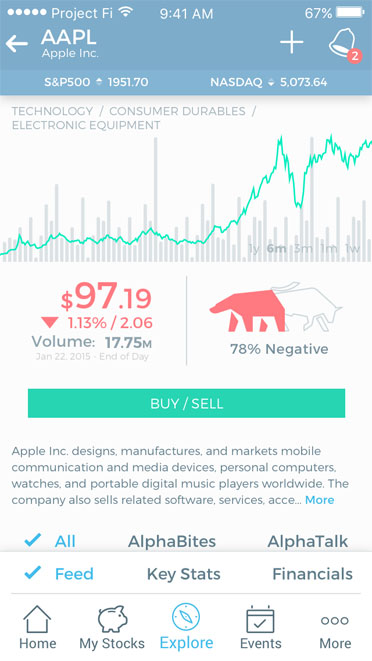 Project Fi 9:41 AM 67%
AAPL
Apple Inc.
2
S&P500 1951.70 NASDAQ 5,073.64
TECHNOLOGY / CONSUMER DURABLES /
ELECTRONIC EQUIPMENT
1y 6m 3m 1m 1w
$97.19
1.13% / 2.06
Volume: 17.75M
Jan 22, 2015 - End of Day
78% Negative
BUY / SELL
Apple Inc. designs, manufactures, and markets mobile
communication and media devices, personal computers,
watches, and portable digital music players worldwide. The
company also sells related software, services, acce... More
All AlphaBites AlphaTalk
Feed Key Stats Financials
Home My Stocks Explore Events More